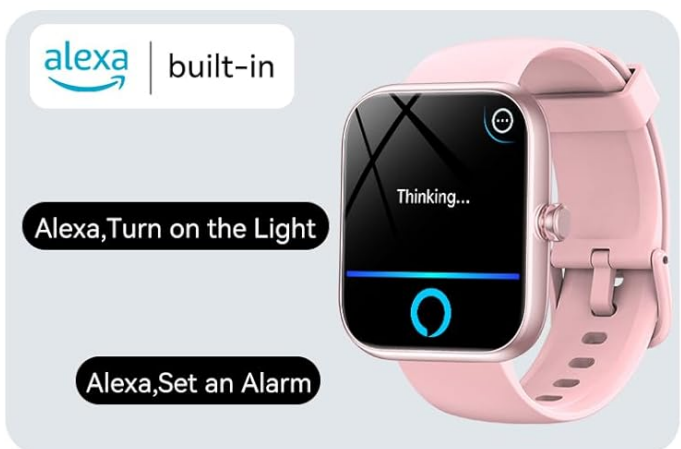 alexa | built-in
Alexa,Turn on the Light
Thinking...
Alexa,Set an Alarm